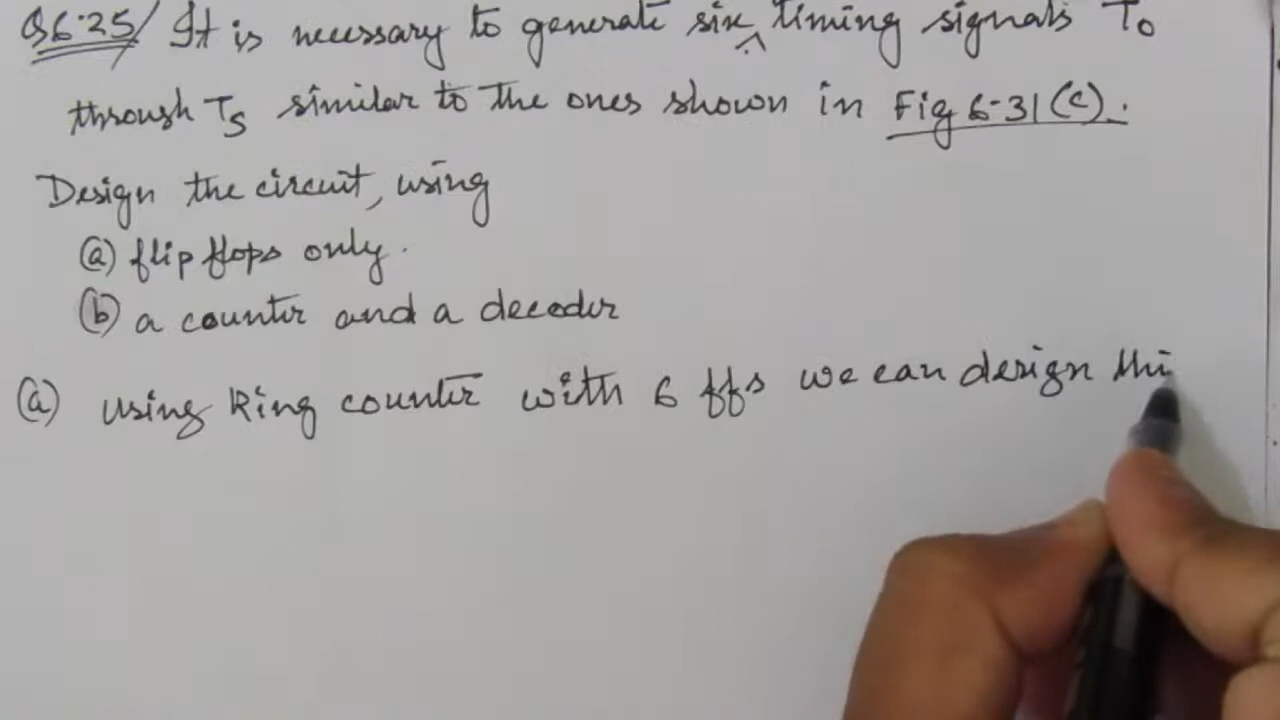 Q6.25/ It is necessary to generate six timing signals T0
through T5 similar to the ones shown in Fig 6-31(c).
Design the circuit, using
(a) flip flops only.
(b) a counter and a decoder
(a) using Ring counter with 6 ffs we can design thi